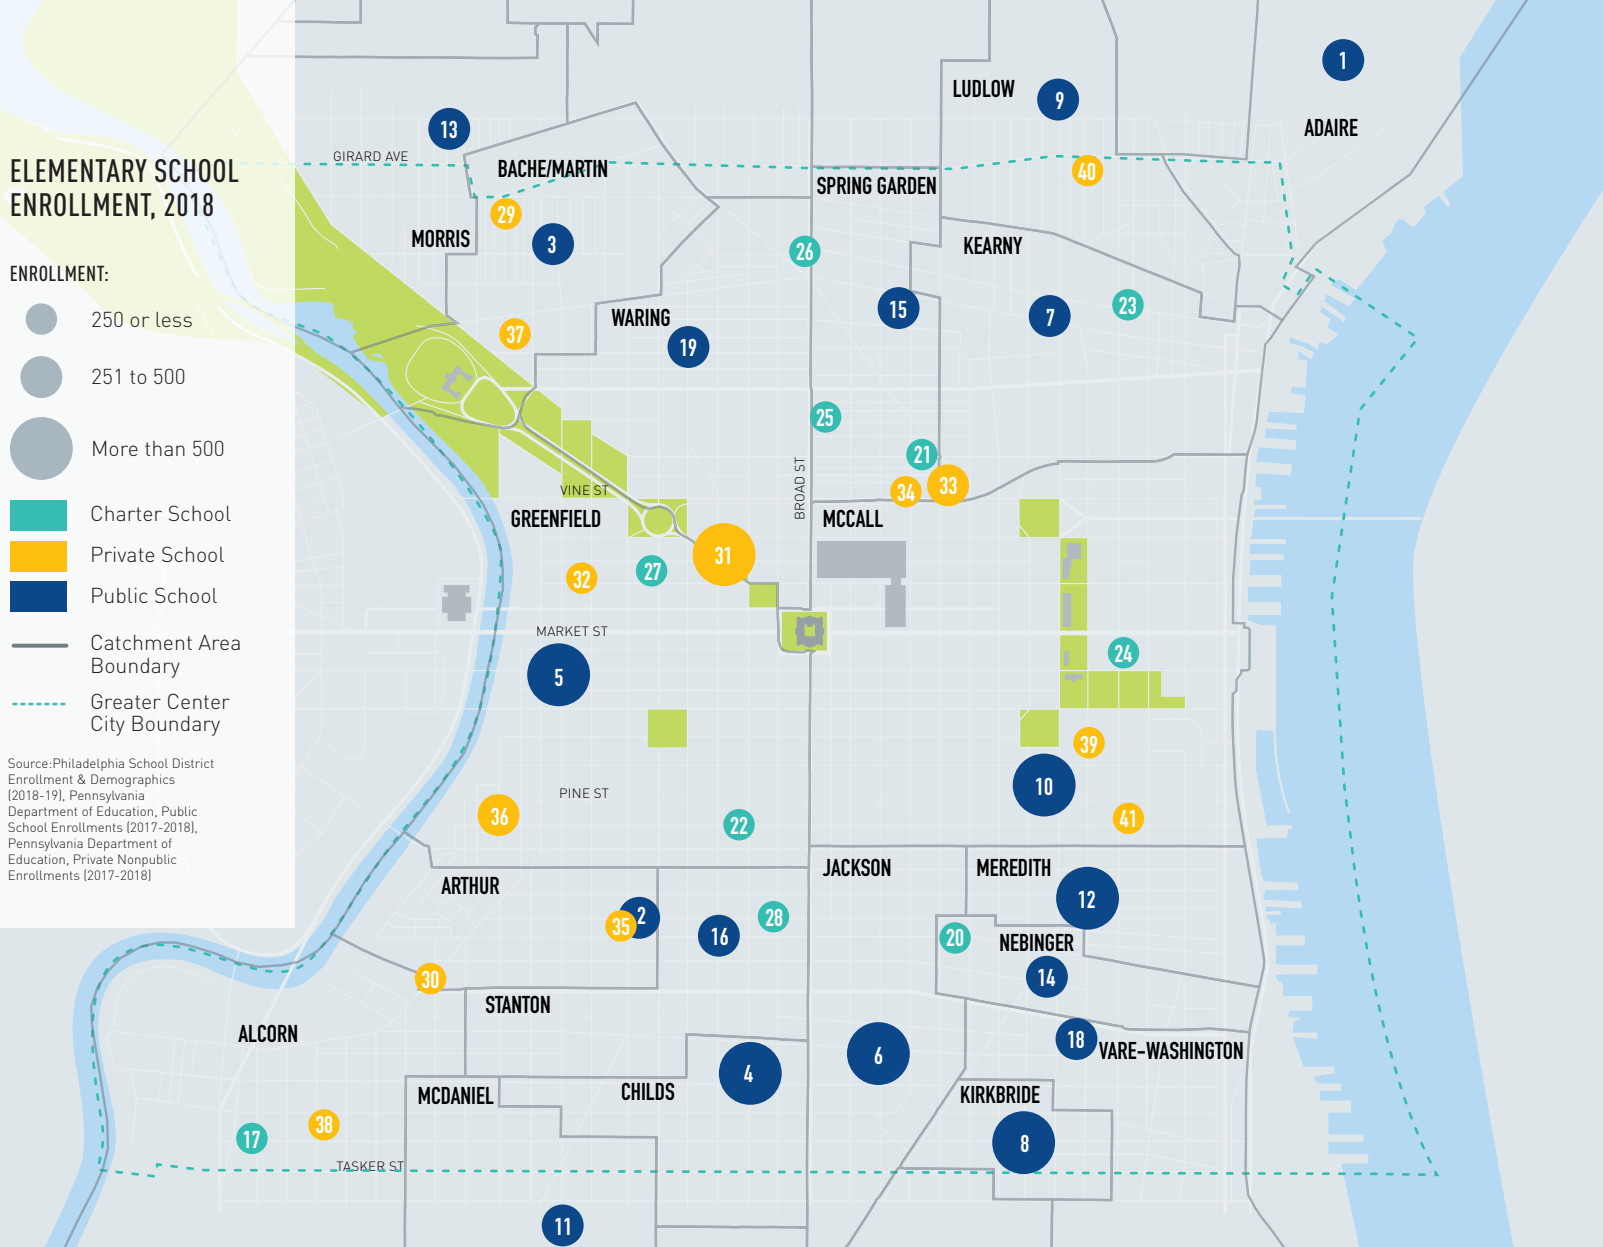 ELEMENTARY SCHOOL
ENROLLMENT, 2018
ENROLLMENT:
250 or less
251 to 500
More than 500
Charter School
Private School
Public School
Catchment Area
Boundary
Greater Center
City Boundary
Source:Philadelphia School District
Enrollment & Demographics
(2018-19), Pennsylvania
Department of Education, Public
School Enrollments (2017-2018),
Pennsylvania Department of
Education, Private Nonpublic
Enrollments (2017-2018)
1
LUDLOW
9
13
ADAIRE
GIRARD AVE
BACHE/MARTIN
40
SPRING GARDEN
29
MORRIS
3
26
KEARNY
15
23
7
WARING
37
19
25
21
BROAD ST
33
34
VINE ST
GREENFIELD
MCCALL
31
27
32
MARKET ST
24
5
39
10
PINE ST
36
41
22
JACKSON
MEREDITH
ARTHUR
12
2
35
28
16
20
NEBINGER
14
30
STANTON
ALCORN
18
VARE-WASHINGTON
6
4
CHILDS
MCDANIEL
KIRKBRIDE
38
17
8
TASKER ST
11